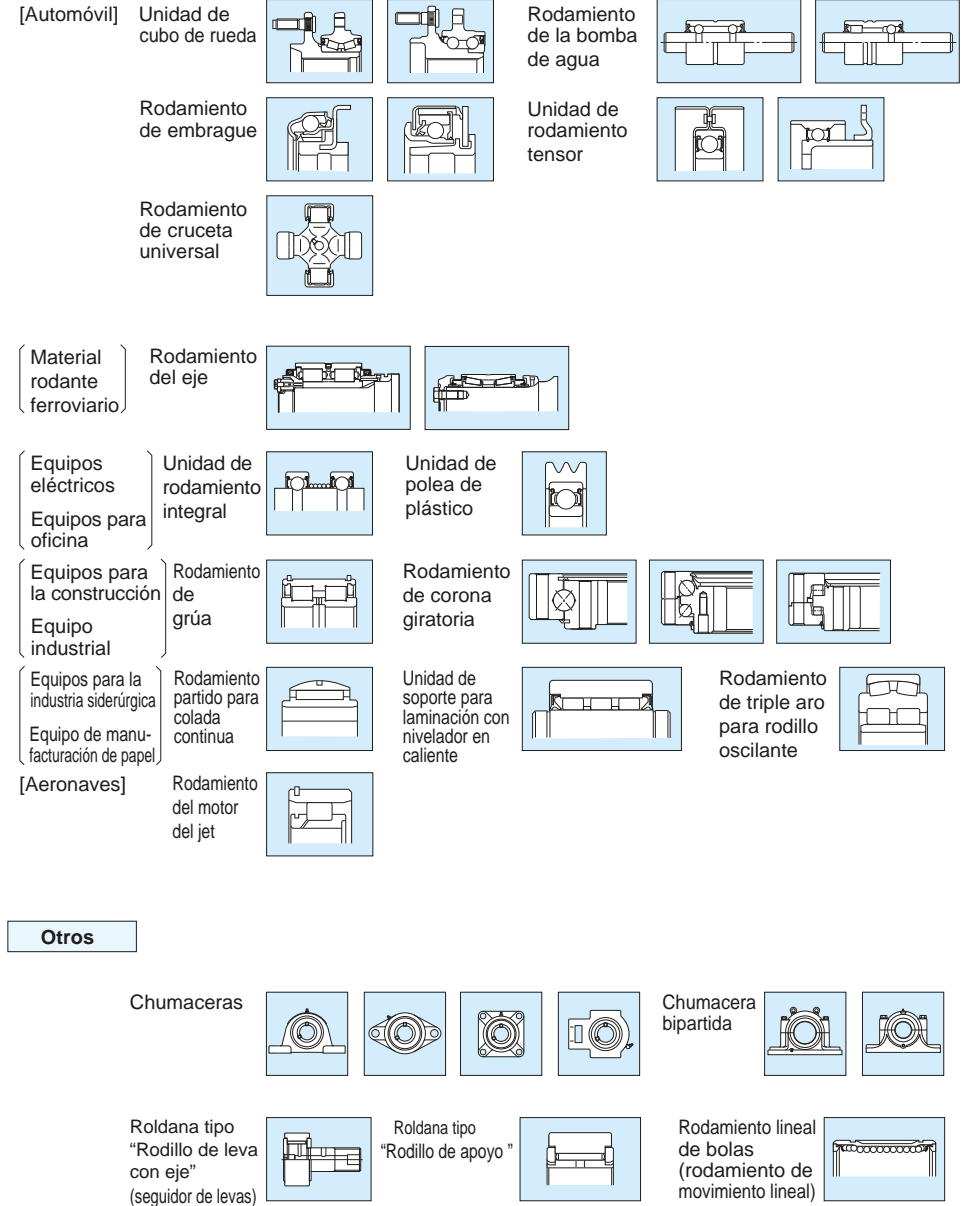 [Automóvil]
Unidad de
cubo de rueda
Rodamiento
de la bomba
de agua
Rodamiento
de embrague
Unidad de
rodamiento
tensor
Rodamiento
de cruceta
universal
Material
rodante
ferroviario
Rodamiento
del eje
Equipos
eléctricos
Equipos para
oficina
Unidad de
rodamiento
integral
Unidad de
polea de
plástico
Equipos para
la construcción
Equipo
industrial
Rodamiento
de
grúa
Rodamiento
de corona
giratoria
Equipos para la
industria siderúrgica
Equipo de manu-
facturación de papel
Rodamiento
partido para
colada
continua
Unidad de
soporte para
laminación con
nivelador en
caliente
Rodamiento
de triple aro
para rodillo
oscilante
[Aeronaves]
Rodamiento
del motor
del jet
Otros
Chumaceras
Chumacera
bipartida
Roldana tipo
“Rodillo de leva
con eje”
(seguidor de levas)
Roldana tipo
“Rodillo de apoyo ”
Rodamiento lineal
de bolas
(rodamiento de
movimiento lineal)